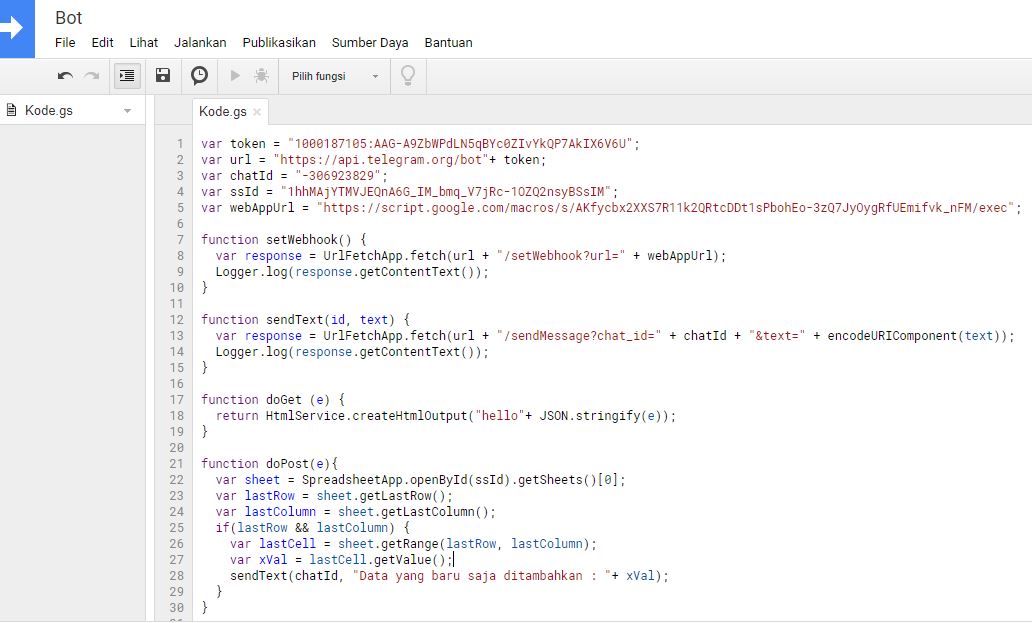 Bot
File Edit Lihat Jalankan Publikasikan Sumber Daya Bantuan
Pilih fungsi
Kode.gs
Kode.gs
1 var token = "1000187105:AAG-A9ZbWPdLN5qBYc0ZIvYkQP7AkIX6V6U";
2 var url = "https://api.telegram.org/bot"+ token;
3 var chatId = "-306923829";
4 var ssId = "1hhMAjYTMVJEQnA6G_IM_bmq_V7jRc-1OZQ2nsyBSsIM";
5 var webAppUrl = "https://script.google.com/macros/s/AKfycbx2XXS7R11k2QRtcDDt1sPbohEo-3zQ7JyOygRfUEmifvk_nFM/exec";
6
7 function setWebhook() {
8 var response = UrlFetchApp.fetch(url + "/setWebhook?url=" + webAppUrl);
9 Logger.log(response.getContentText());
10 }
11
12 function sendText(id, text) {
13 var response = UrlFetchApp.fetch(url + "/sendMessage?chat_id=" + chatId + "&text=" + encodeURIComponent(text));
14 Logger.log(response.getContentText());
15 }
16
17 function doGet (e) {
18 return HtmlService.createHtmlOutput("hello"+ JSON.stringify(e));
19 }
20
21 function doPost(e){
22 var sheet = SpreadsheetApp.openById(ssId).getSheets()[0];
23 var lastRow = sheet.getLastRow();
24 var lastColumn = sheet.getLastColumn();
25 if(lastRow && lastColumn) {
26 var lastCell = sheet.getRange(lastRow, lastColumn);
27 var xVal = lastCell.getValue();
28 sendText(chatId, "Data yang baru saja ditambahkan : "+ xVal);
29 }
30 }